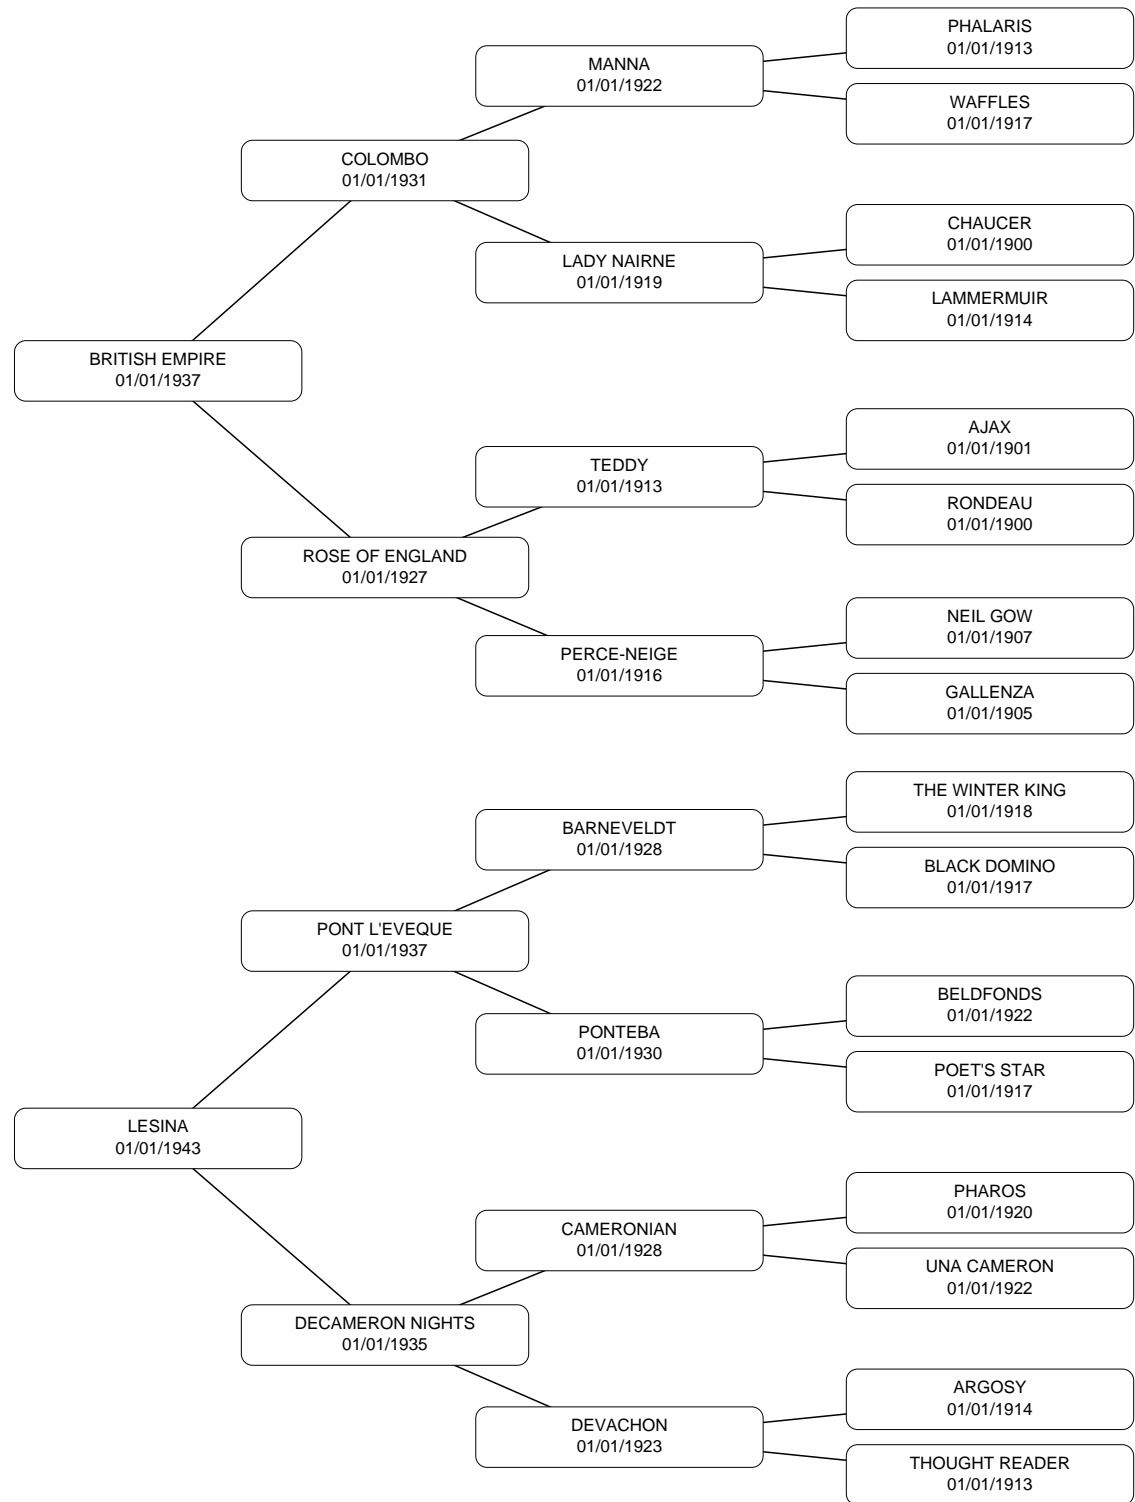 PHALARIS
01/01/1913
MANNA
01/01/1922
WAFFLES
01/01/1917
COLOMBO
01/01/1931
CHAUCER
01/01/1900
LADY NAIRNE
01/01/1919
LAMMERMUIR
01/01/1914
BRITISH EMPIRE
01/01/1937
AJAX
01/01/1901
TEDDY
01/01/1913
RONDEAU
01/01/1900
ROSE OF ENGLAND
01/01/1927
NEIL GOW
01/01/1907
PERCE-NEIGE
01/01/1916
GALLENZA
01/01/1905
THE WINTER KING
01/01/1918
BARNEVELDT
01/01/1928
BLACK DOMINO
01/01/1917
PONT L'EVEQUE
01/01/1937
BELDFONDS
01/01/1922
PONTEBA
01/01/1930
POET'S STAR
01/01/1917
LESINA
01/01/1943
PHAROS
01/01/1920
CAMERONIAN
01/01/1928
UNA CAMERON
01/01/1922
DECAMERON NIGHTS
01/01/1935
ARGOSY
01/01/1914
DEVACHON
01/01/1923
THOUGHT READER
01/01/1913